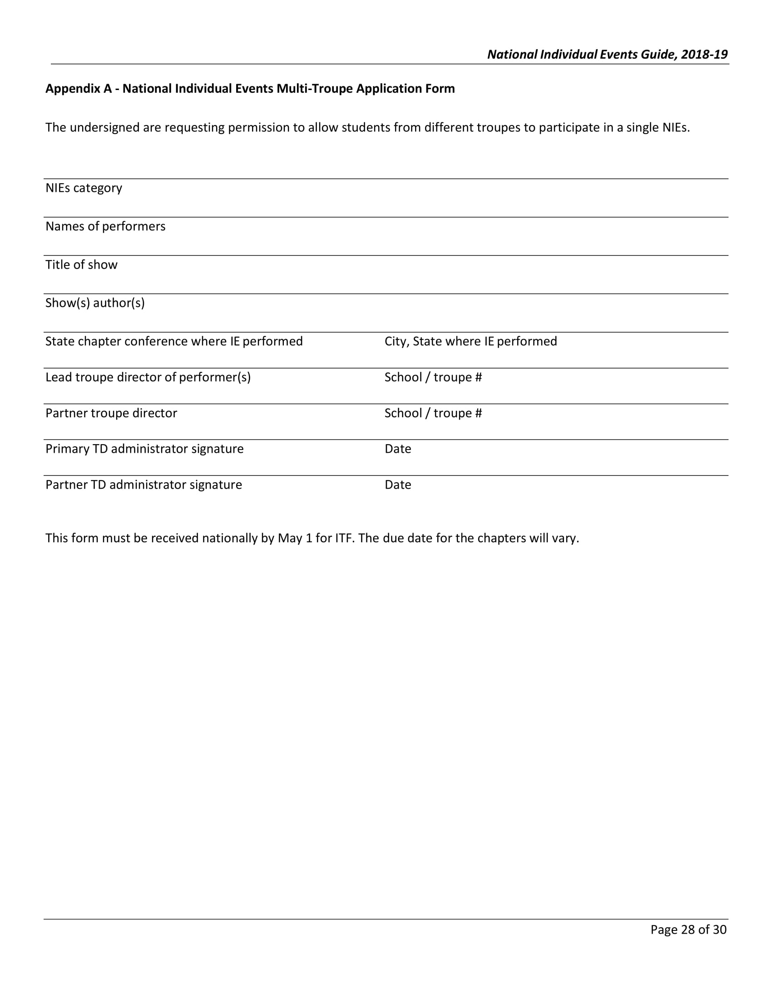 National Individual Events Guide, 2018-19
Appendix A - National Individual Events Multi-Troupe Application Form
The undersigned are requesting permission to allow students from different troupes to participate in a single NIEs.
NIEs category
Names of performers
Title of show
Show(s) author(s)
State chapter conference where IE performed City, State where IE performed
Lead troupe director of performer(s) School / troupe #
Partner troupe director School / troupe #
Primary TD administrator signature Date
Partner TD administrator signature Date
This form must be received nationally by May 1 for ITF. The due date for the chapters will vary.
Page 28 of 30